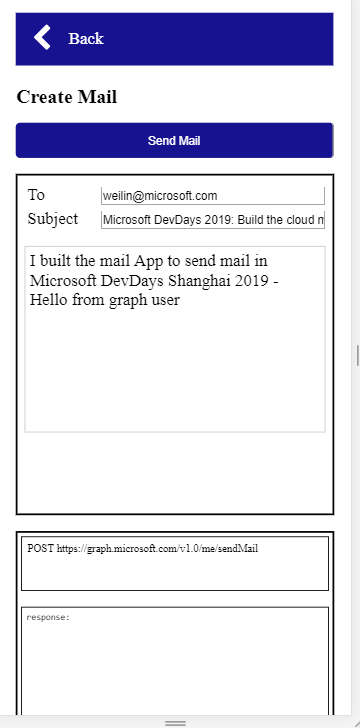 Back
Create Mail
Send Mail
To weilin@microsoft.com
Subject Microsoft DevDays 2019: Build the cloud
I built the mail App to send mail in
Microsoft DevDays Shanghai 2019 -
Hello from graph user
POST https://graph.microsoft.com/v1.0/me/sendMail
response: